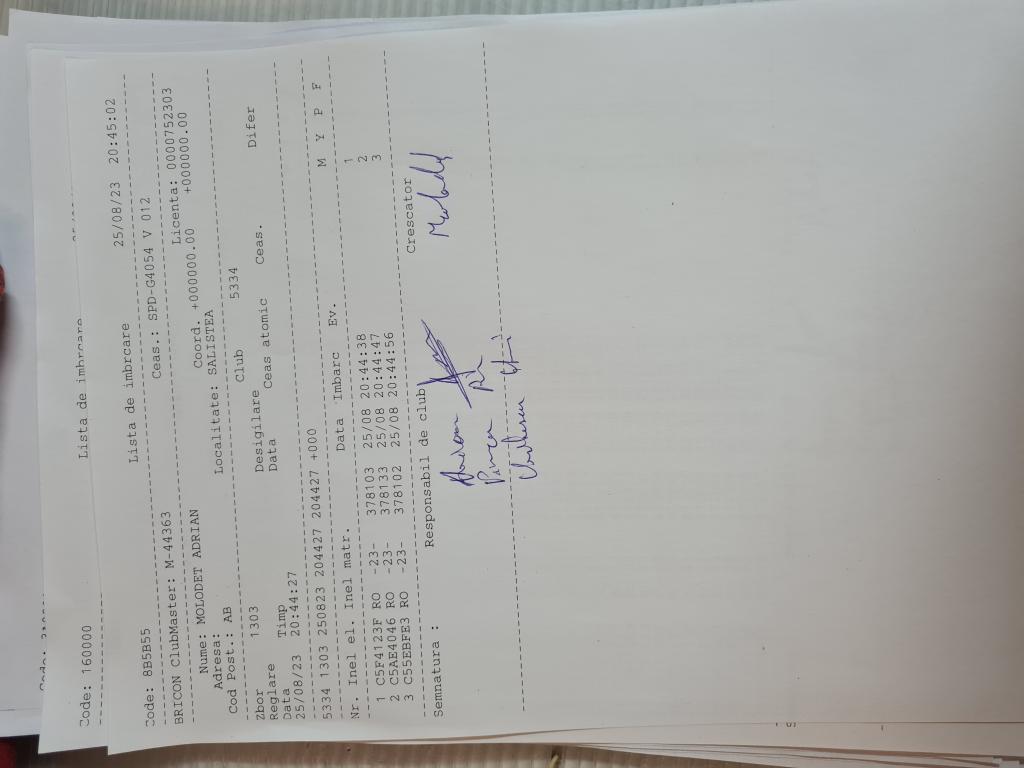 Code: 1600000 Lista de imbrcare
Lista de imbrcare 25/08/23 20:45:02
Code: 8B5B55 Ceas.: SPD-G4054 V 012
BRICON ClubMaster: M-44363 Licenta: 0000752303
Nume: MOLODET ADRIAN Coord. +000000.00 +000000.00
Adresa:
Cod Post.: AB Localitate: SALISTEA
Zbor 1303 Club 5334
Reglare Desigilare
Data Timp Data Ceas atomic Ceas. Difer
25/08/23 20:44:27
5334 1303 250823 204427 204427 +000 M Y P F
Nr. Inel el. Inel matr. Data Imbarc Ev.
1 C5F4123F RO -23- 378103 25/08 20:44:38 1
2 C5AE4046 RO -23- 378133 25/08 20:44:47 2
3 C55EBFE3 RO -23- 378102 25/08 20:44:56 3
Semnatura : Responsabil de club Crescator